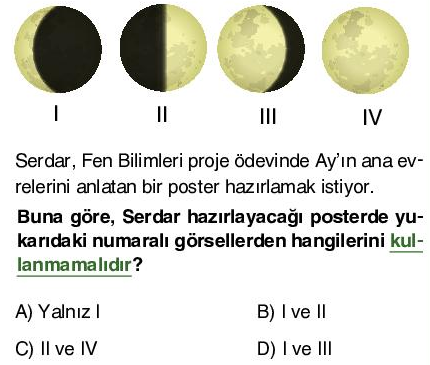 I II III IV
Serdar, Fen Bilimleri proje ödevinde Ay'ın ana ev-
relerini anlatan bir poster hazırlamak istiyor.
Buna göre, Serdar hazırlayacağı posterde yu-
karıdaki numaralı görsellerden hangilerini kul-
lanmamalıdır?
A) Yalnız I B) I ve II
C) II ve IV D) I ve III